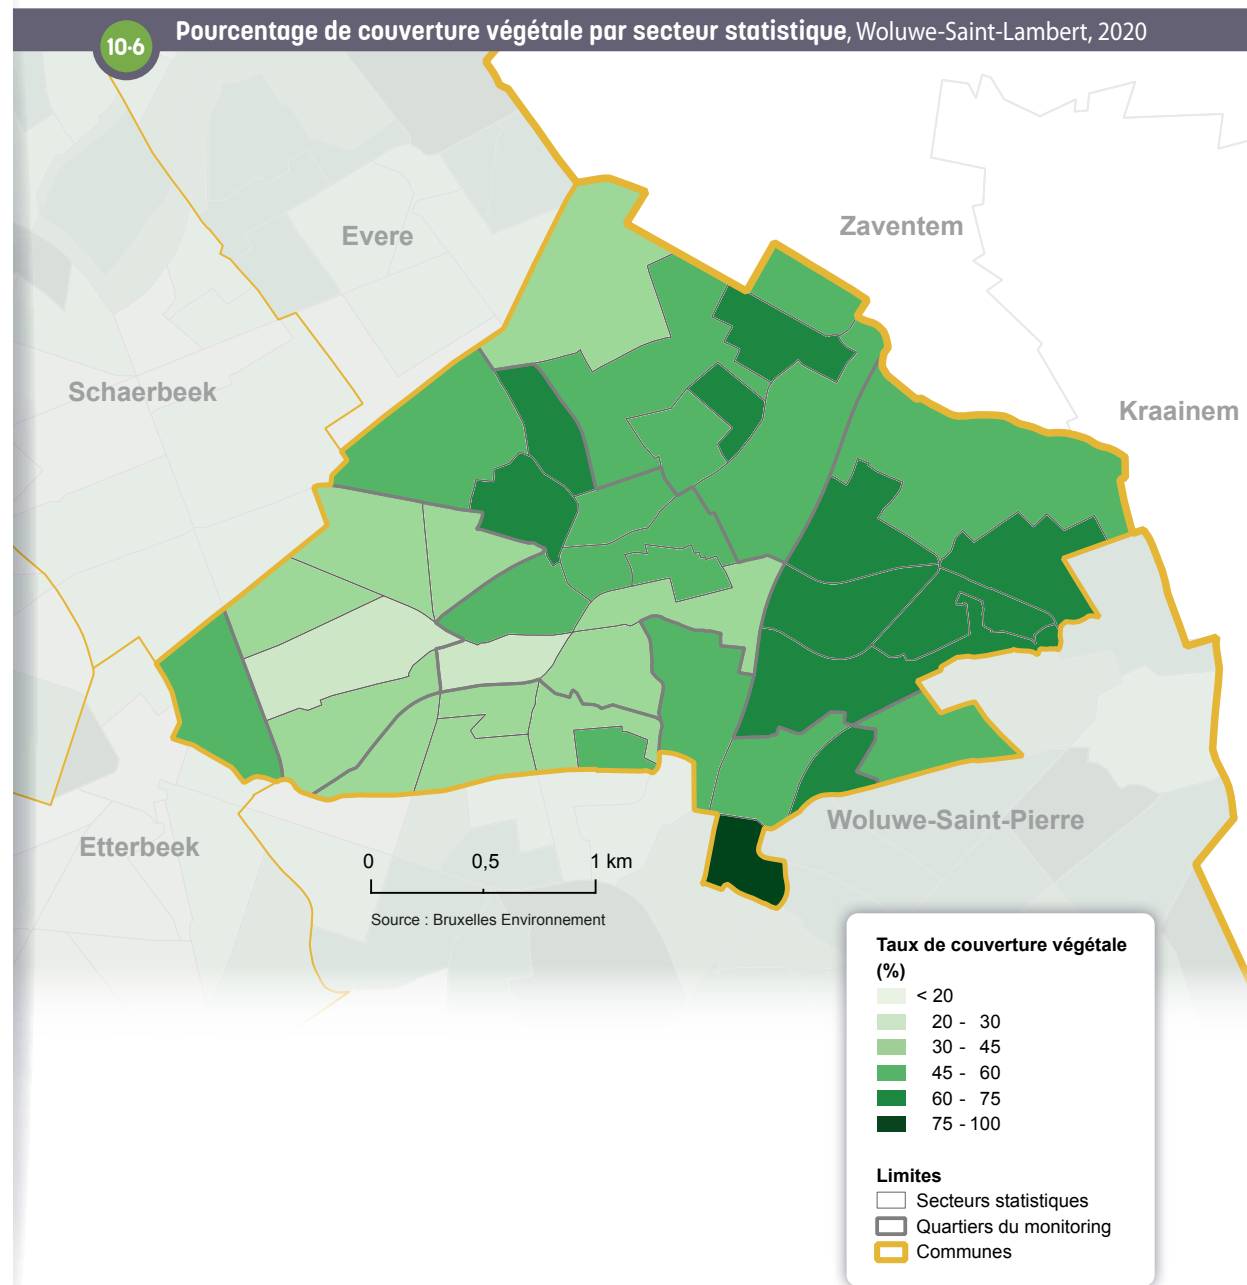 10·6
Pourcentage de couverture végétale par secteur statistique, Woluwe-Saint-Lambert, 2020
Zaventem
Evere
Schaerbeek
Kraainem
Woluwe-Saint-Pierre
Etterbeek
0 0,5 1 km
Source : Bruxelles Environnement
Taux de couverture végétale
(%)
< 20
20 - 30
30 - 45
45 - 60
60 - 75
75 - 100
Limites
Secteurs statistiques
Quartiers du monitoring
Communes